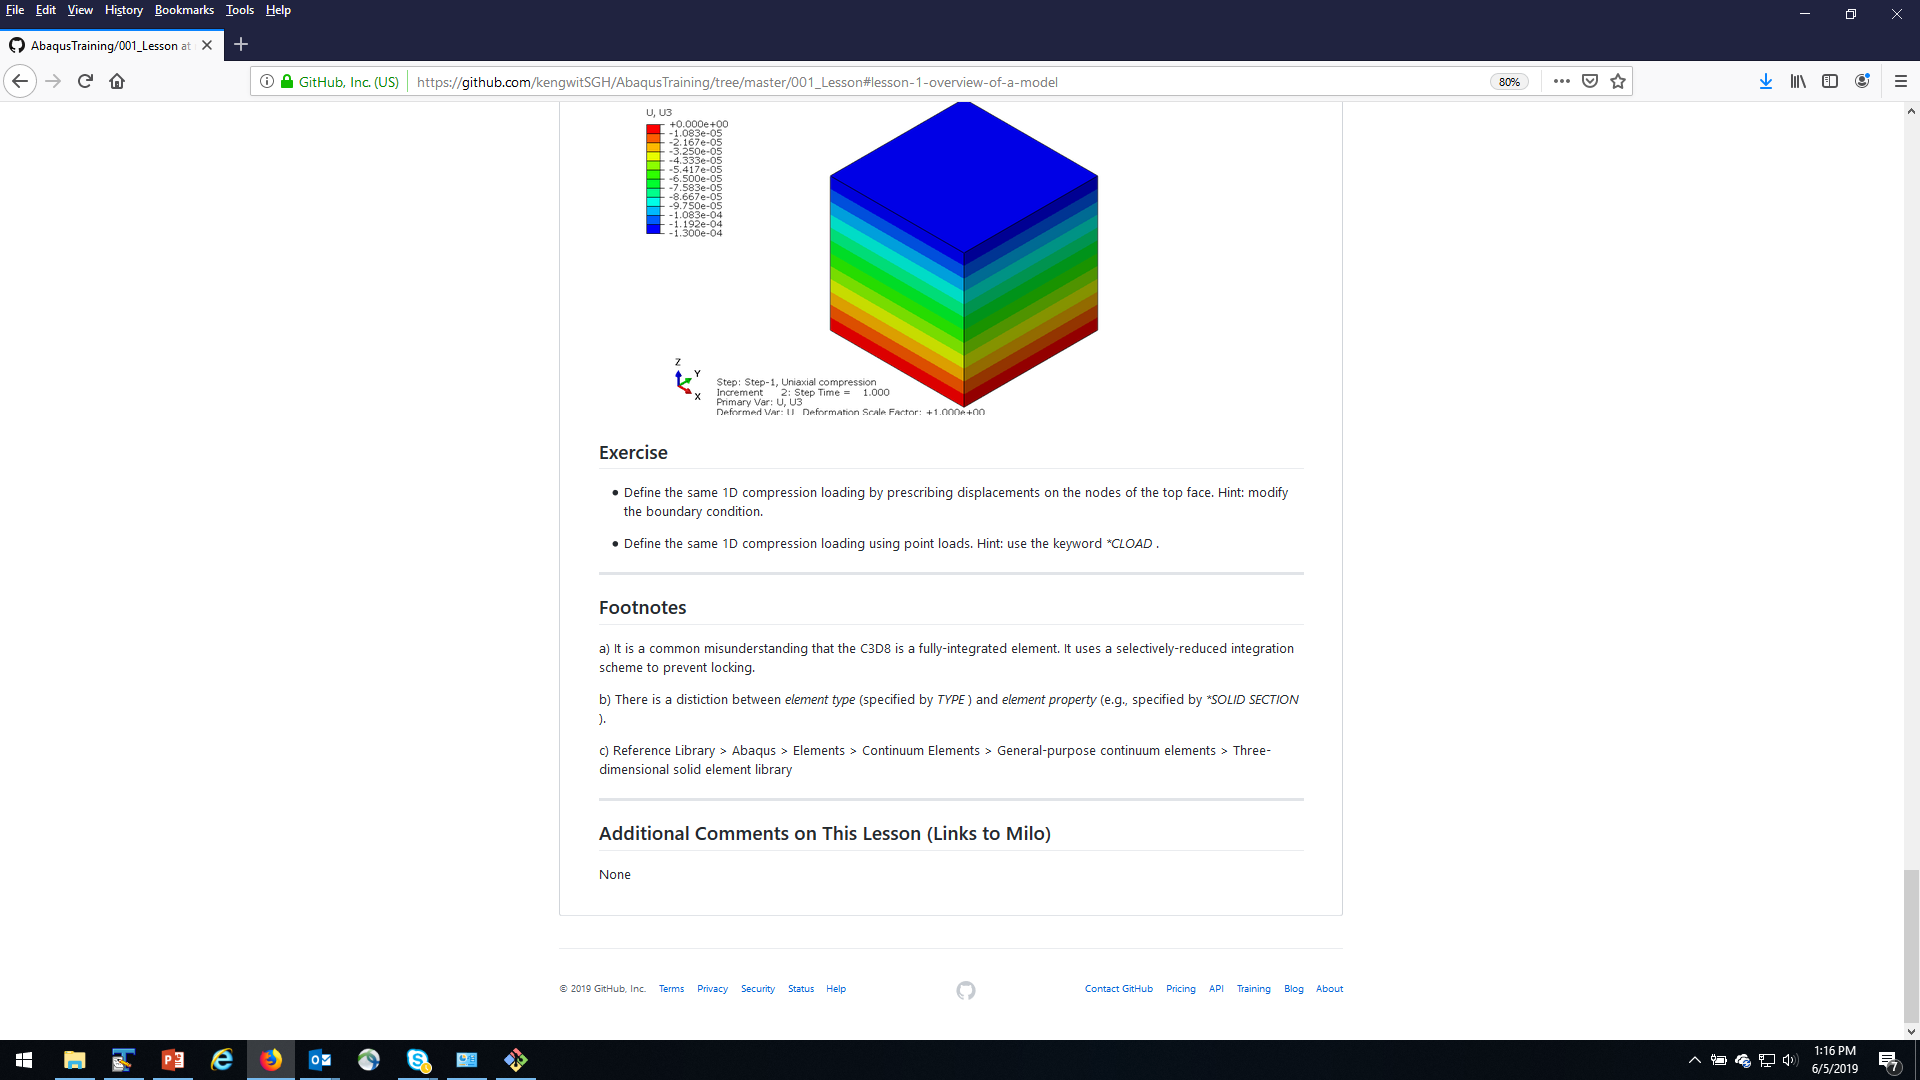 File Edit View History Bookmarks Tools Help
AbaqusTraining/001_Lesson at
GitHub, Inc. (US) https://github.com/kengwitSGH/AbaqusTraining/tree/master/001_Lesson#lesson-1-overview-of-a-model 80%
U, U3
+0.000e+00
-1.083e-05
-2.167e-05
-3.250e-05
-4.333e-05
-5.417e-05
-6.500e-05
-7.583e-05
-8.667e-05
-9.750e-05
-1.083e-04
-1.192e-04
-1.300e-04
Z
Y
X
Step: Step-1, Uniaxial compression
Increment 2: Step Time = 1.000
Primary Var: U, U3
Deformed Var: U Deformation Scale Factor: +1.000e+00
Exercise
• Define the same 1D compression loading by prescribing displacements on the nodes of the top face. Hint: modify
the boundary condition.
• Define the same 1D compression loading using point loads. Hint: use the keyword *CLOAD .
Footnotes
a) It is a common misunderstanding that the C3D8 is a fully-integrated element. It uses a selectively-reduced integration
scheme to prevent locking.
b) There is a distiction between element type (specified by TYPE ) and element property (e.g., specified by *SOLID SECTION
).
c) Reference Library > Abaqus > Elements > Continuum Elements > General-purpose continuum elements > Three-
dimensional solid element library
Additional Comments on This Lesson (Links to Milo)
None
© 2019 GitHub, Inc. Terms Privacy Security Status Help Contact GitHub Pricing API Training Blog About
1:16 PM
6/5/2019
7